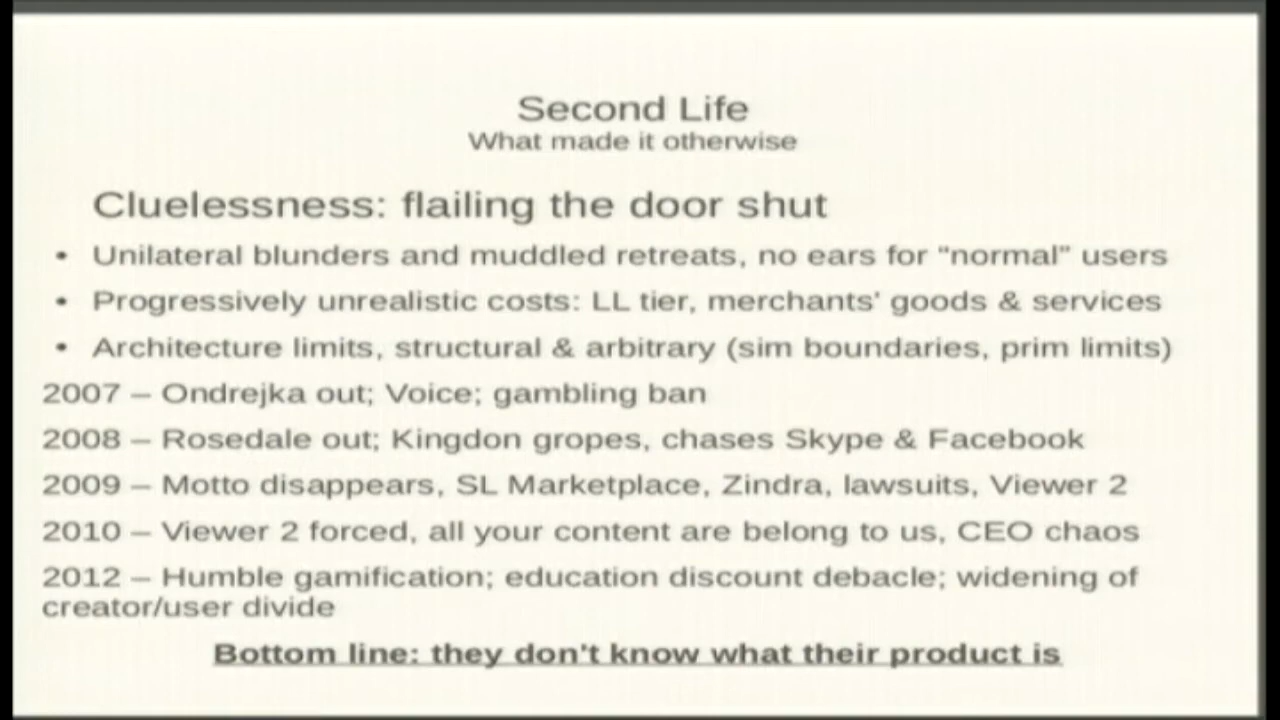 Second Life
What made it otherwise
Cluelessness: flailing the door shut
• Unilateral blunders and muddled retreats, no ears for “normal” users
• Progressively unrealistic costs: LL tier, merchants' goods & services
• Architecture limits, structural & arbitrary (sim boundaries, prim limits)
2007 – Ondrejka out; Voice; gambling ban
2008 – Rosedale out; Kingdon gropes, chases Skype & Facebook
2009 – Motto disappears, SL Marketplace, Zindra, lawsuits, Viewer 2
2010 – Viewer 2 forced, all your content are belong to us, CEO chaos
2012 – Humble gamification; education discount debacle; widening of
creator/user divide
Bottom line: they don't know what their product is